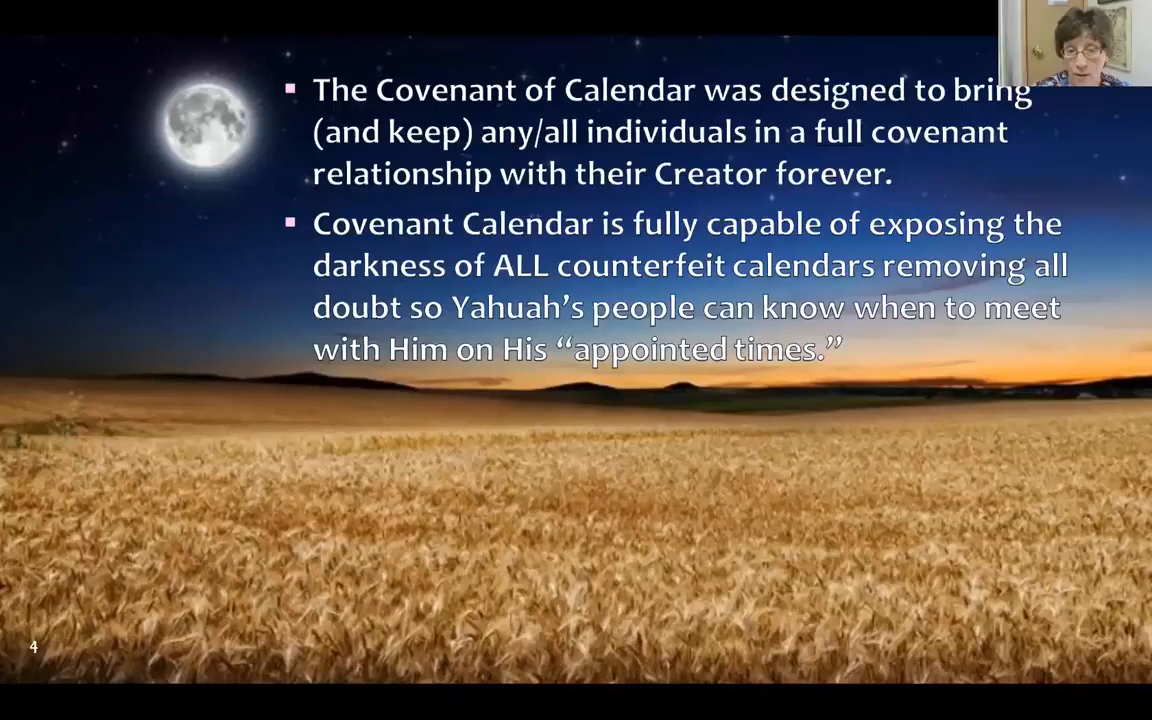 ▪ The Covenant of Calendar was designed to bring
(and keep) any/all individuals in a full covenant
relationship with their Creator forever.
▪ Covenant Calendar is fully capable of exposing the
darkness of ALL counterfeit calendars removing all
doubt so Yahuah’s people can know when to meet
with Him on His “appointed times.”
4